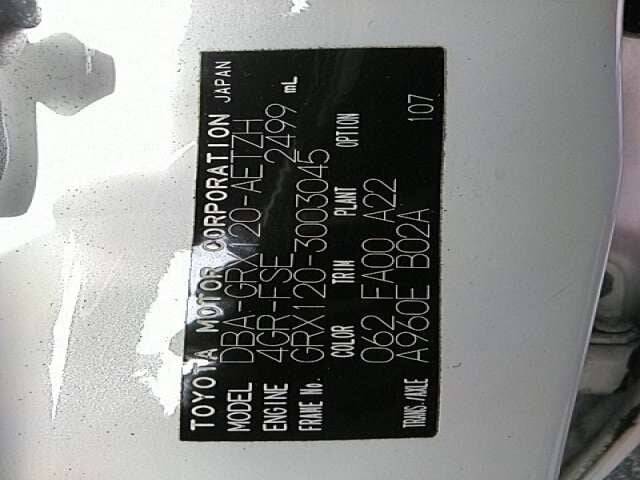 TOYOTA MOTOR CORPORATION JAPAN
MODEL DBA-GRX120-AETZH
ENGINE 4GR-FSE 2499 mL
FRAME No. GRX120-3003045
COLOR TRIM PLANT OPTION
062 FA00 A22
TRANS./AXLE A960E B02A 107